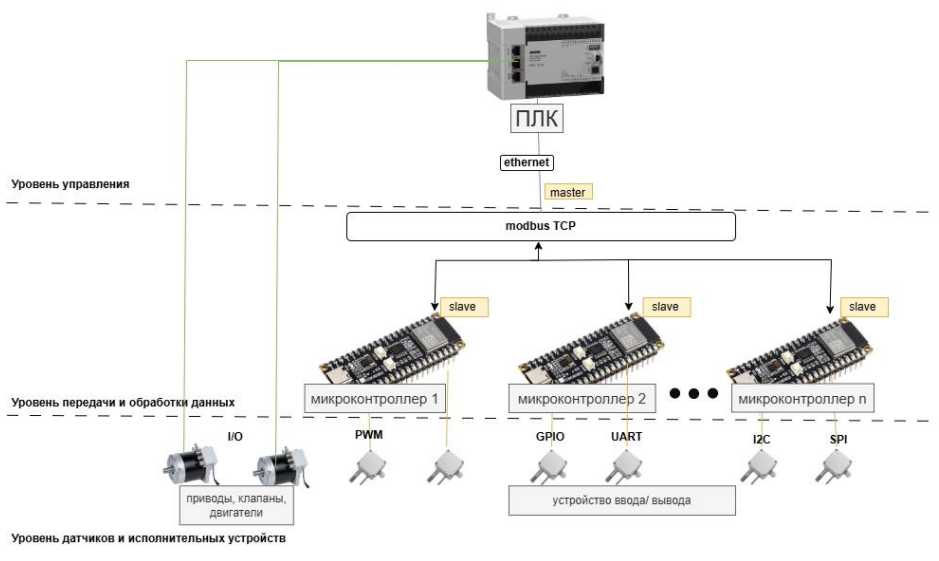 ПЛК
ethernet
Уровень управления
master
modbus TCP
slave
slave
slave
микроконтроллер 1
микроконтроллер 2
микроконтроллер n
Уровень передачи и обработки данных
I/O
PWM
GPIO
UART
I2C
SPI
приводы, клапаны,
двигатели
устройство ввода/ вывода
Уровень датчиков и исполнительных устройств